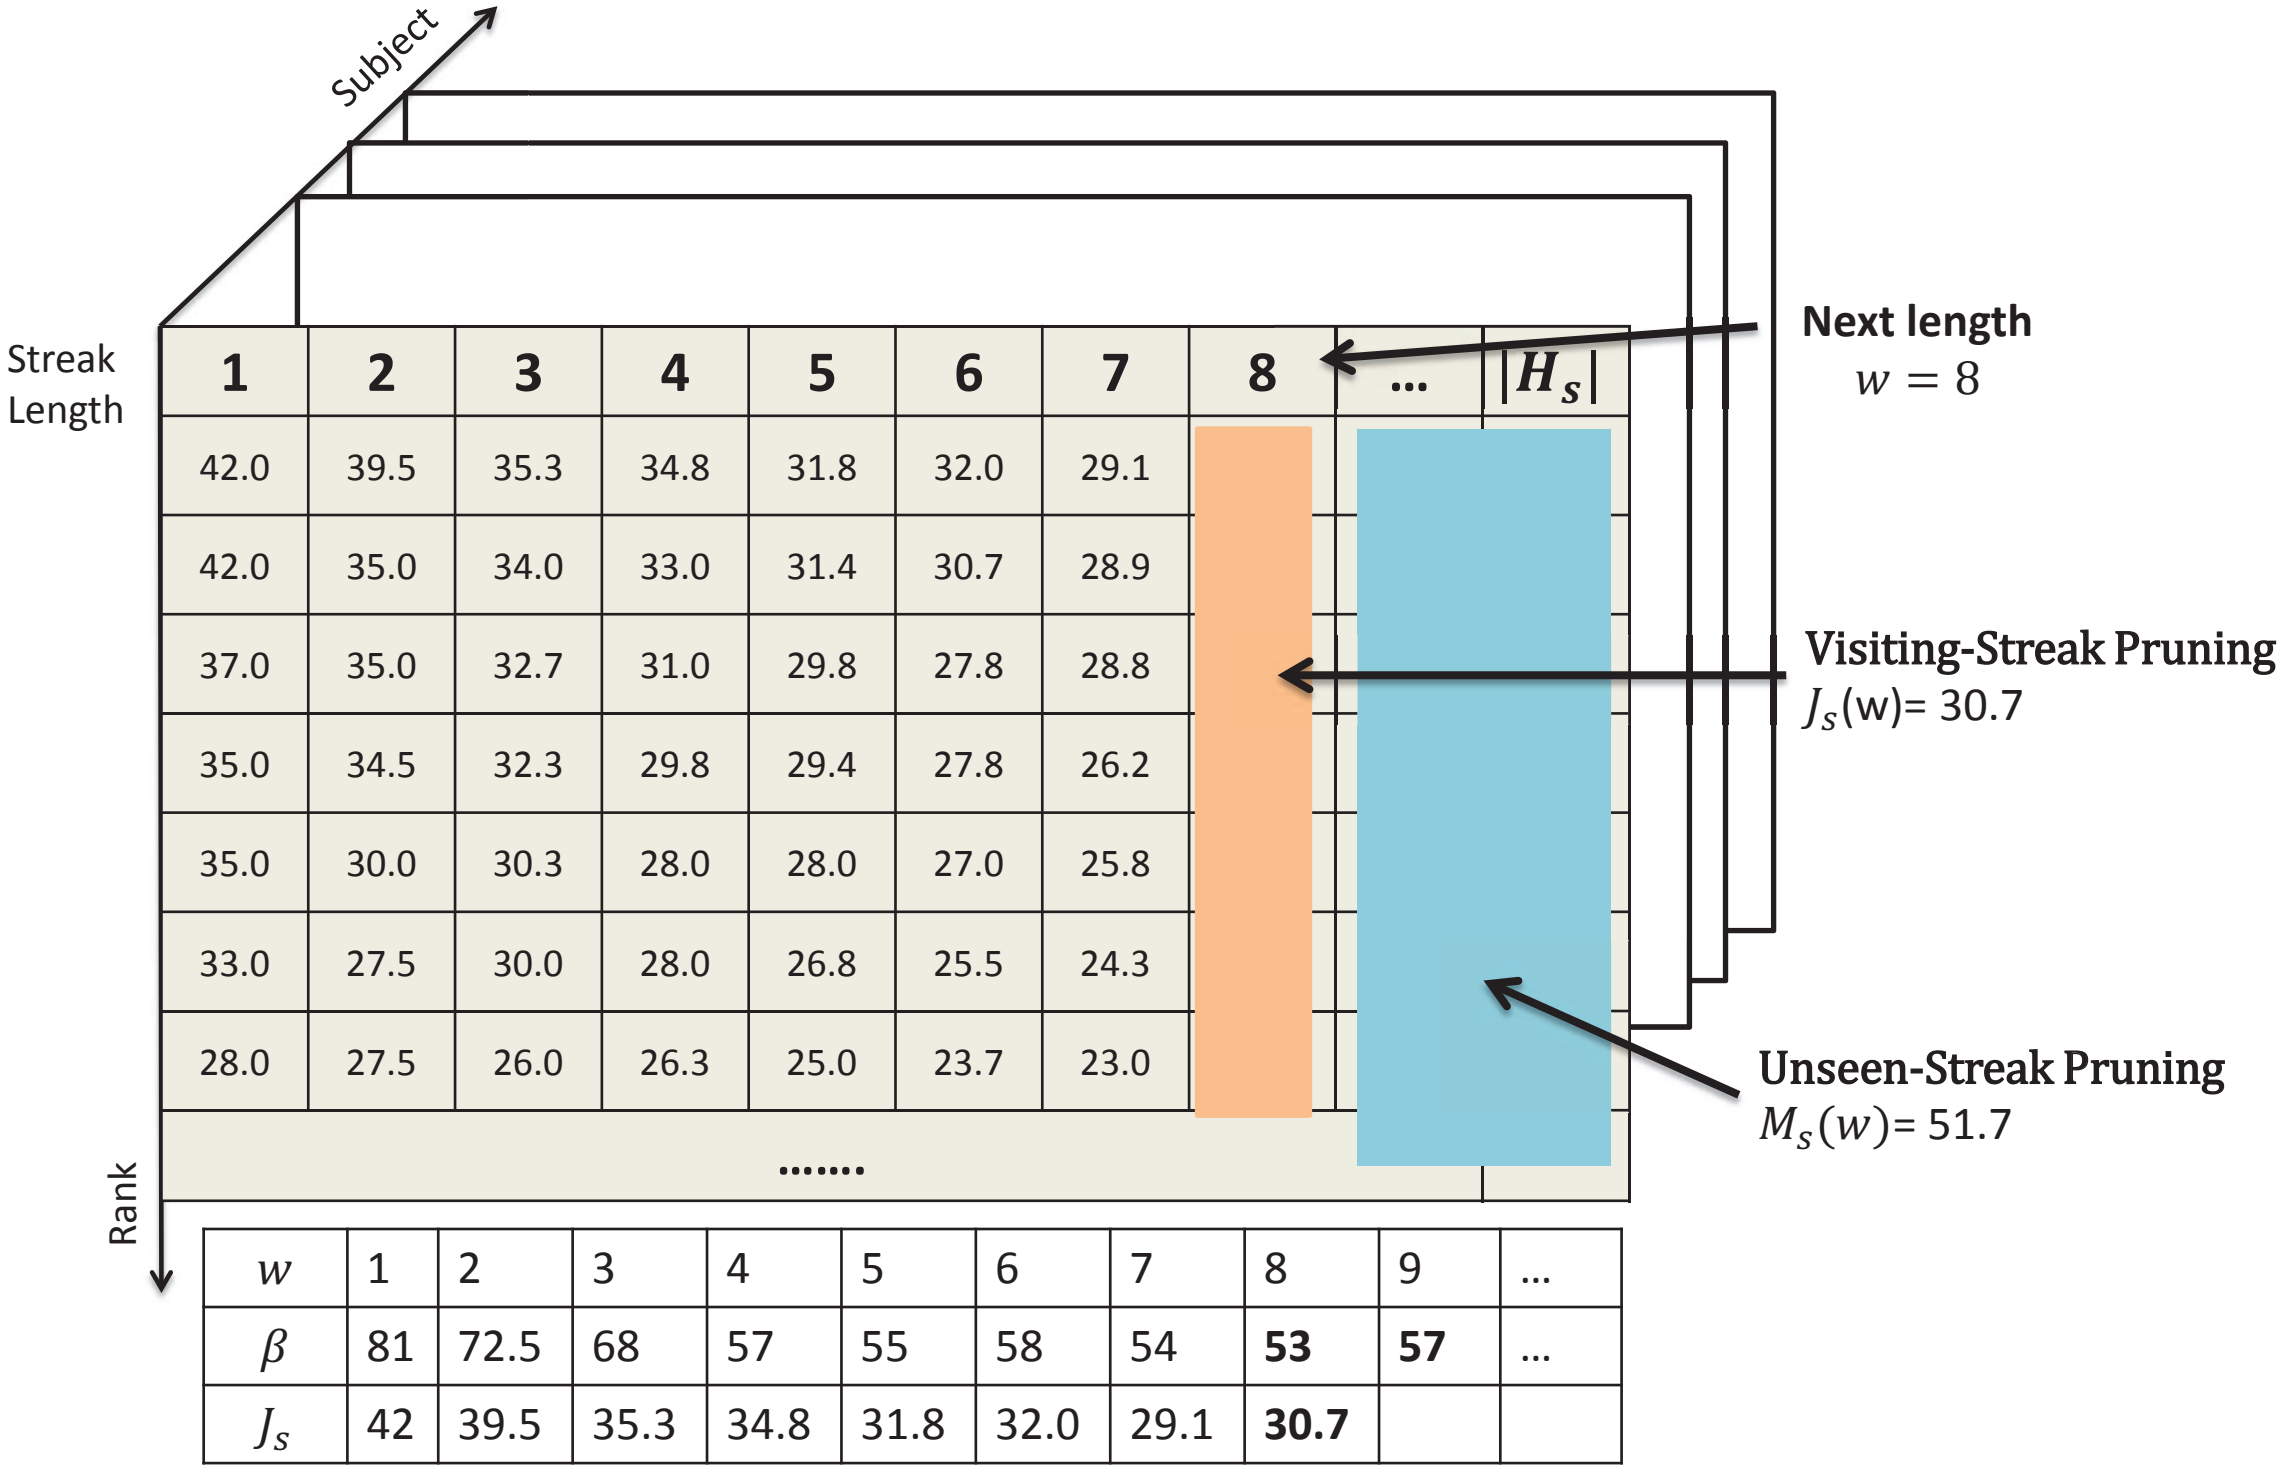 Subject
Streak
Length
1 2 3 4 5 6 7 8 ... |H_s|
42.0 39.5 35.3 34.8 31.8 32.0 29.1
42.0 35.0 34.0 33.0 31.4 30.7 28.9
37.0 35.0 32.7 31.0 29.8 27.8 28.8
35.0 34.5 32.3 29.8 29.4 27.8 26.2
35.0 30.0 30.3 28.0 28.0 27.0 25.8
33.0 27.5 30.0 28.0 26.8 25.5 24.3
28.0 27.5 26.0 26.3 25.0 23.7 23.0
.......
Rank
Next length
w = 8
Visiting-Streak Pruning
J_s(w)= 30.7
Unseen-Streak Pruning
M_s(w)= 51.7
w 1 2 3 4 5 6 7 8 9 ...
β 81 72.5 68 57 55 58 54 53 57 ...
J_s 42 39.5 35.3 34.8 31.8 32.0 29.1 30.7